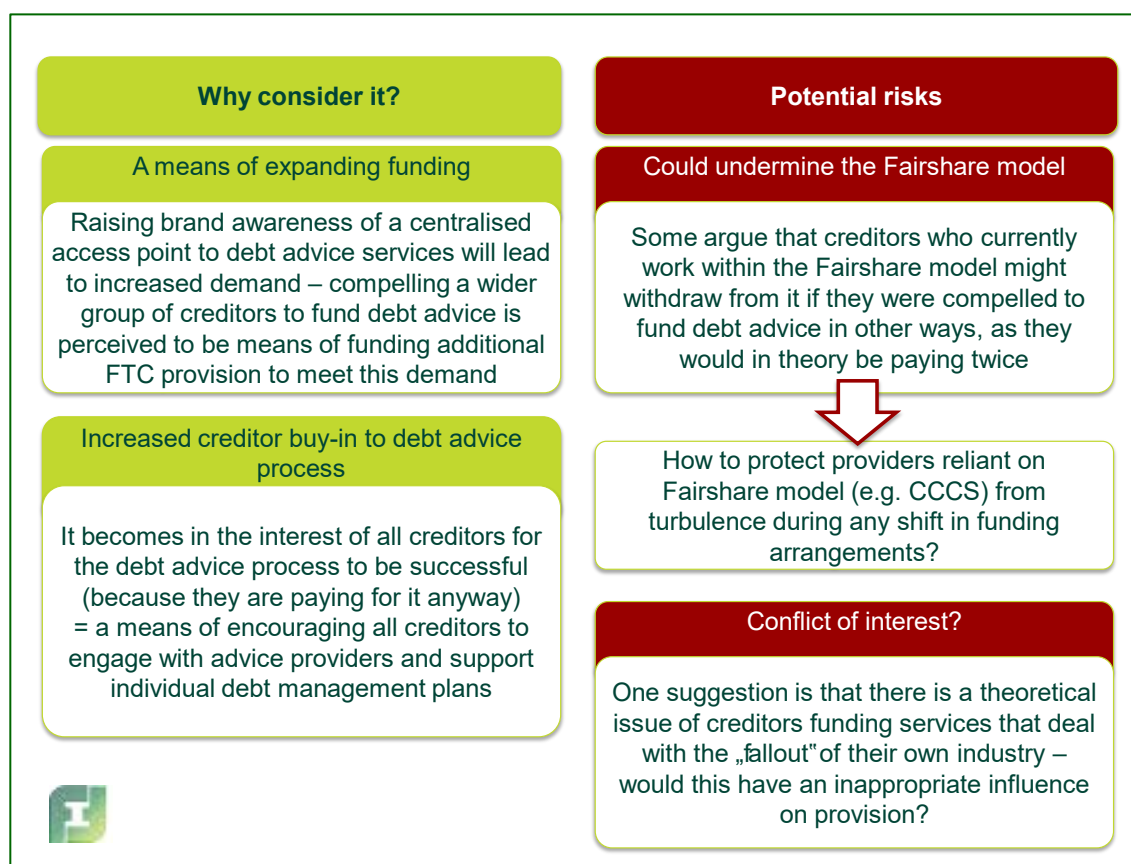 Why consider it?
A means of expanding funding
Raising brand awareness of a centralised
access point to debt advice services will lead
to increased demand – compelling a wider
group of creditors to fund debt advice is
perceived to be means of funding additional
FTC provision to meet this demand
Increased creditor buy-in to debt advice
process
It becomes in the interest of all creditors for
the debt advice process to be successful
(because they are paying for it anyway)
= a means of encouraging all creditors to
engage with advice providers and support
individual debt management plans
Potential risks
Could undermine the Fairshare model
Some argue that creditors who currently
work within the Fairshare model might
withdraw from it if they were compelled to
fund debt advice in other ways, as they
would in theory be paying twice
How to protect providers reliant on
Fairshare model (e.g. CCCS) from
turbulence during any shift in funding
arrangements?
Conflict of interest?
One suggestion is that there is a theoretical
issue of creditors funding services that deal
with the „fallout‟ of their own industry –
would this have an inappropriate influence
on provision?